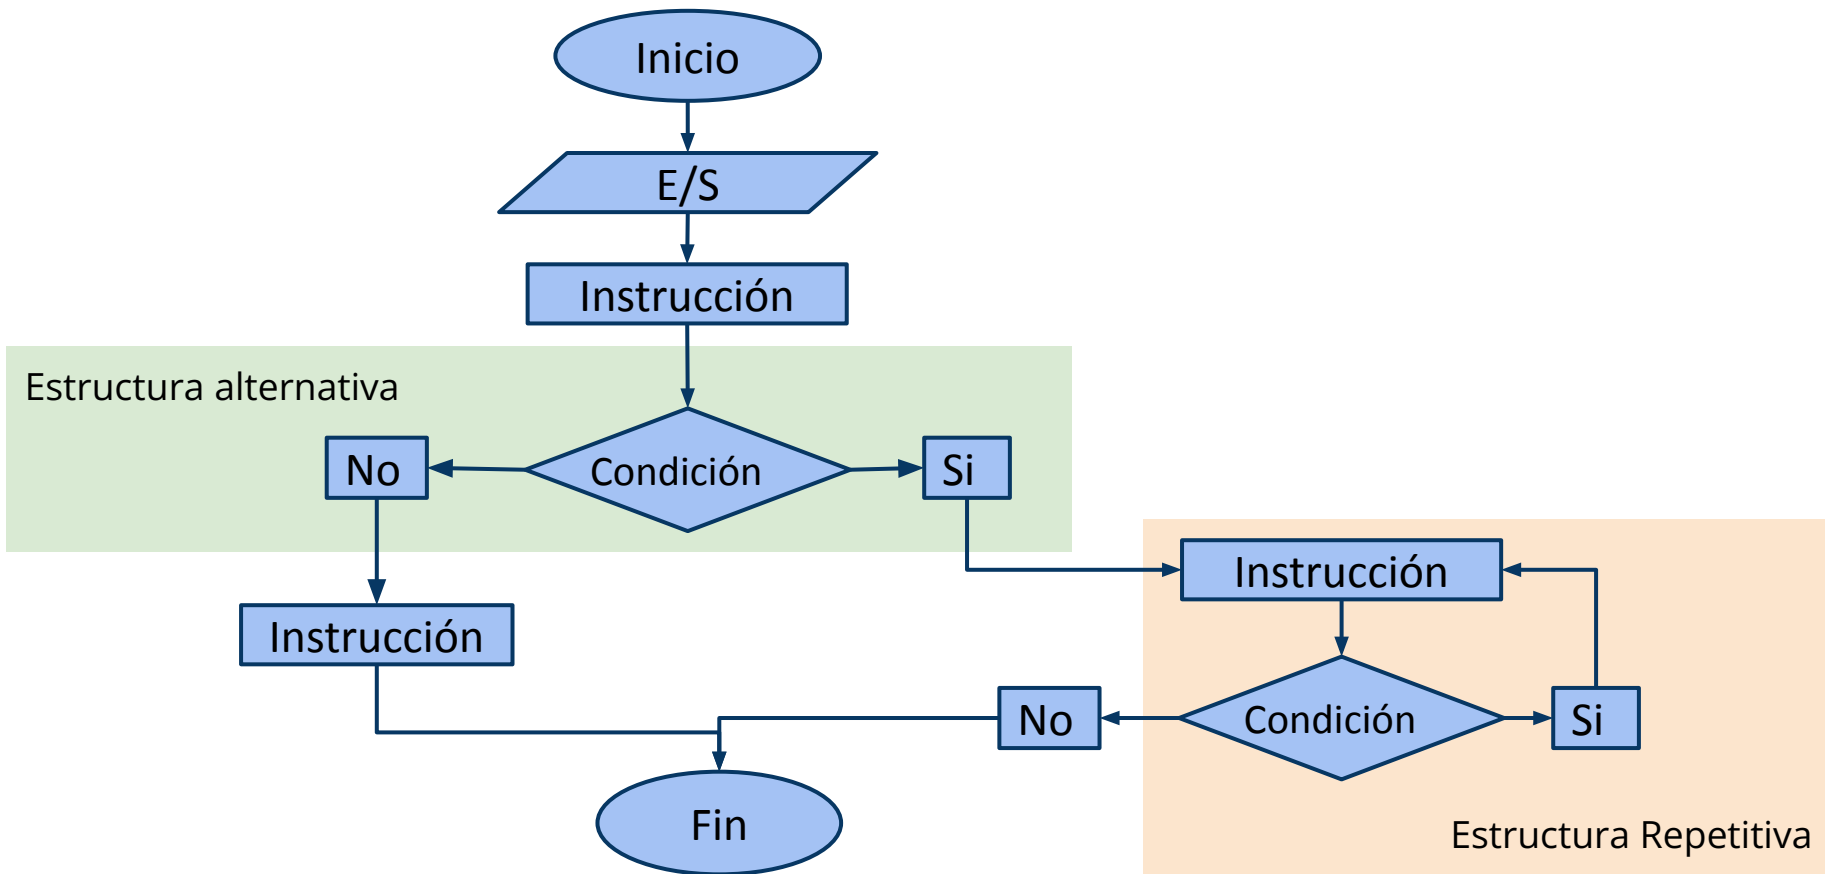 Inicio
E/S
Instrucción
Estructura alternativa
No
Condición
Si
Instrucción
Instrucción
No
Condición
Si
Fin
Estructura Repetitiva